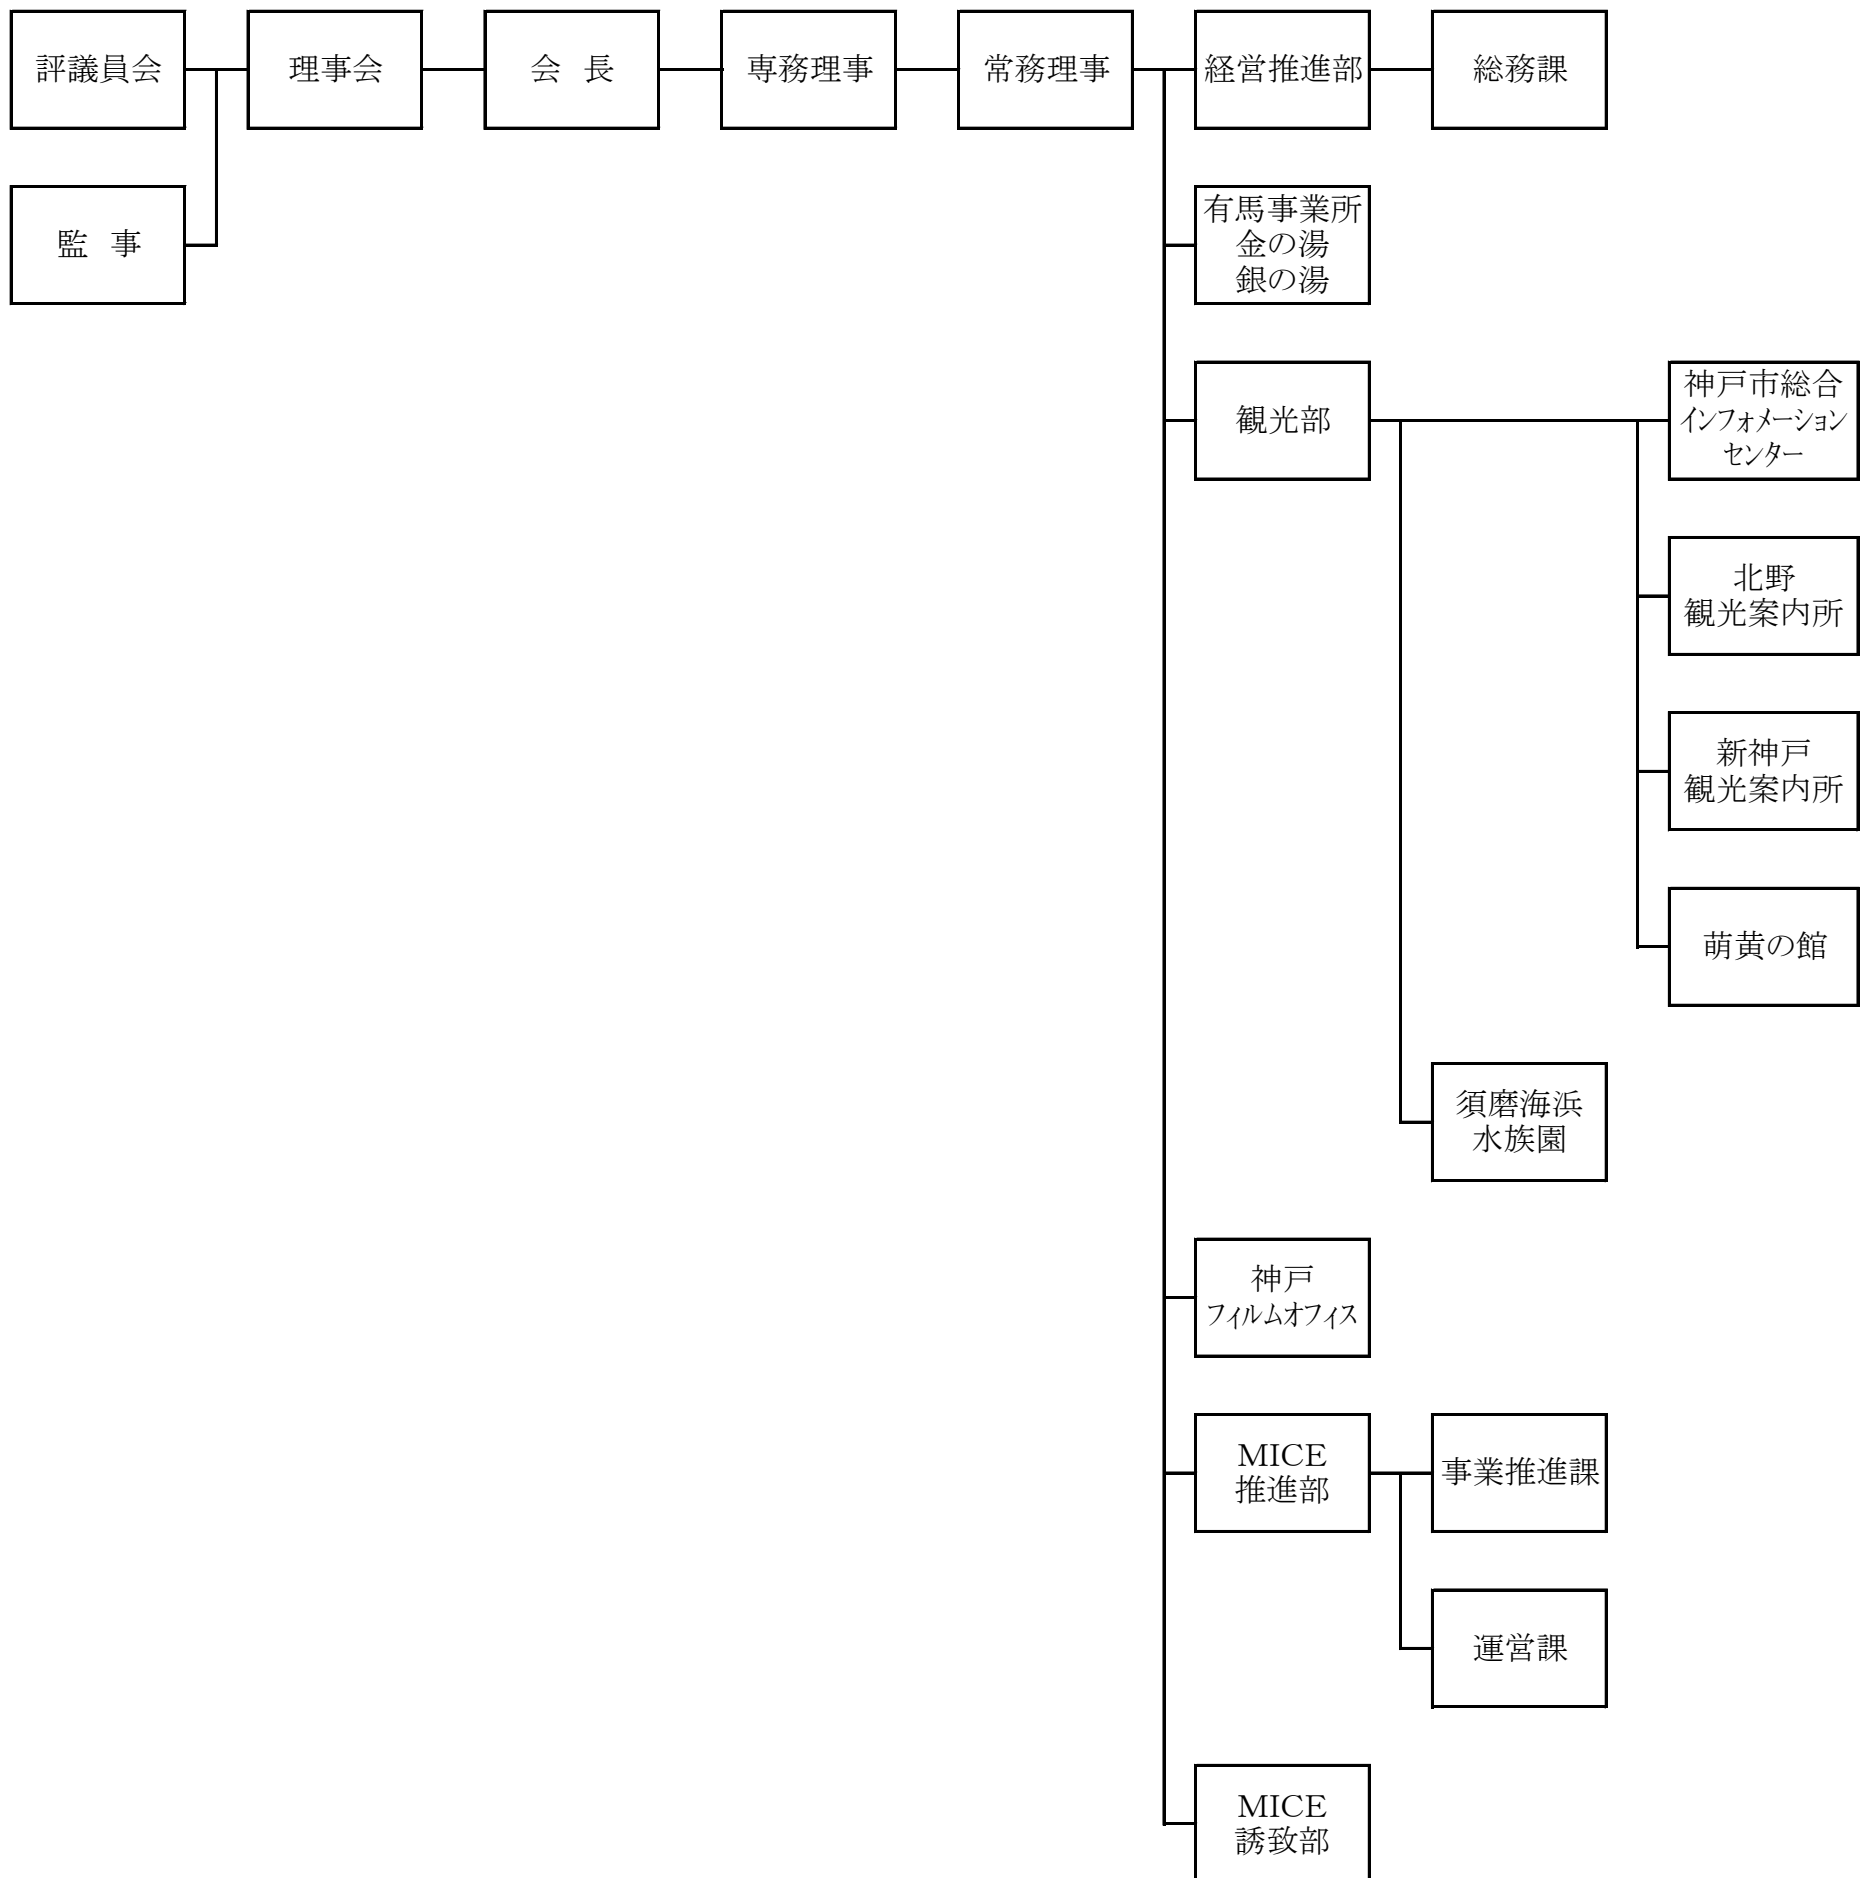 評議員会
理事会
会 長
専務理事
常務理事
経営推進部
総務課
監 事
有馬事業所
金の湯
銀の湯
観光部
神戸市総合
インフォメーション
センター
北野
観光案内所
新神戸
観光案内所
萌黄の館
須磨海浜
水族園
神戸
フィルムオフィス
MICE
推進部
事業推進課
運営課
MICE
誘致部